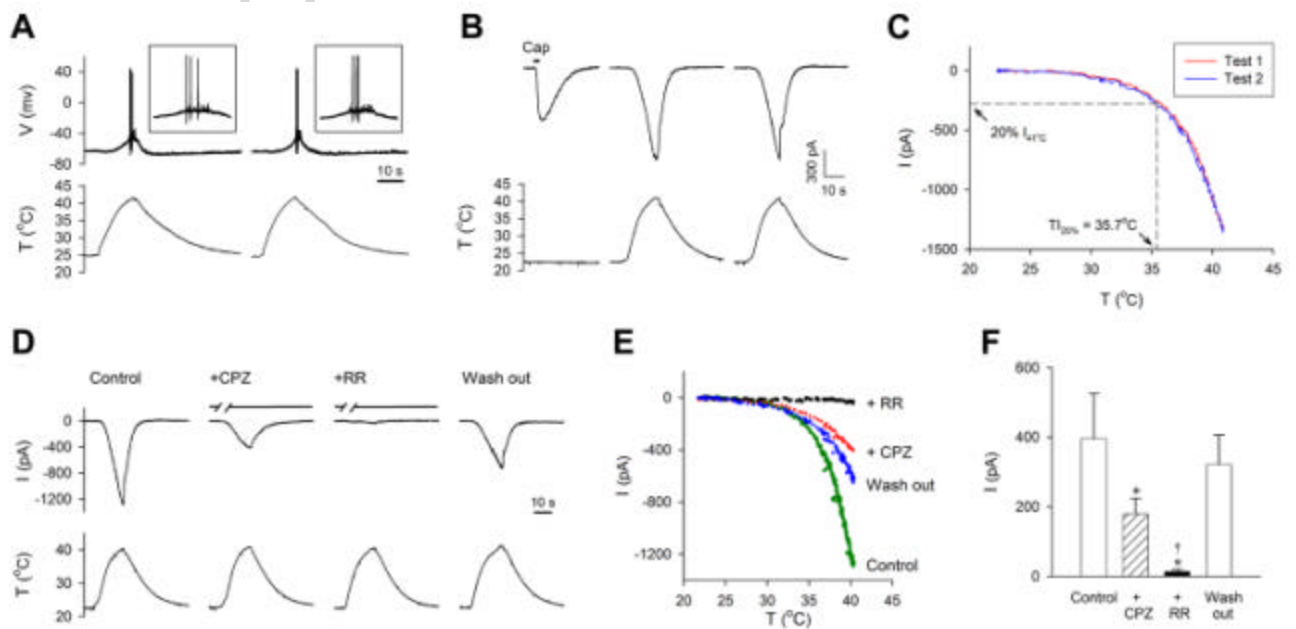 A
V (mv)
40
0
-40
-80
10 s
T (°C)
45
40
35
30
25
20
B
Cap
300 pA
10 s
T (°C)
45
40
35
30
25
20
C
Test 1
Test 2
I (pA)
0
-500
-1000
-1500
20% I41°C
TI20% = 35.7°C
20 25 30 35 40 45
T (°C)
D
Control +CPZ +RR Wash out
I (pA)
0
-400
-800
-1200
10 s
T (°C)
40
30
20
E
I (pA)
0
-400
-800
-1200
+ RR
+ CPZ
Wash out
Control
20 25 30 35 40 45
T (°C)
F
I (pA)
600
400
200
0
*
†
*
Control + CPZ + RR Wash out